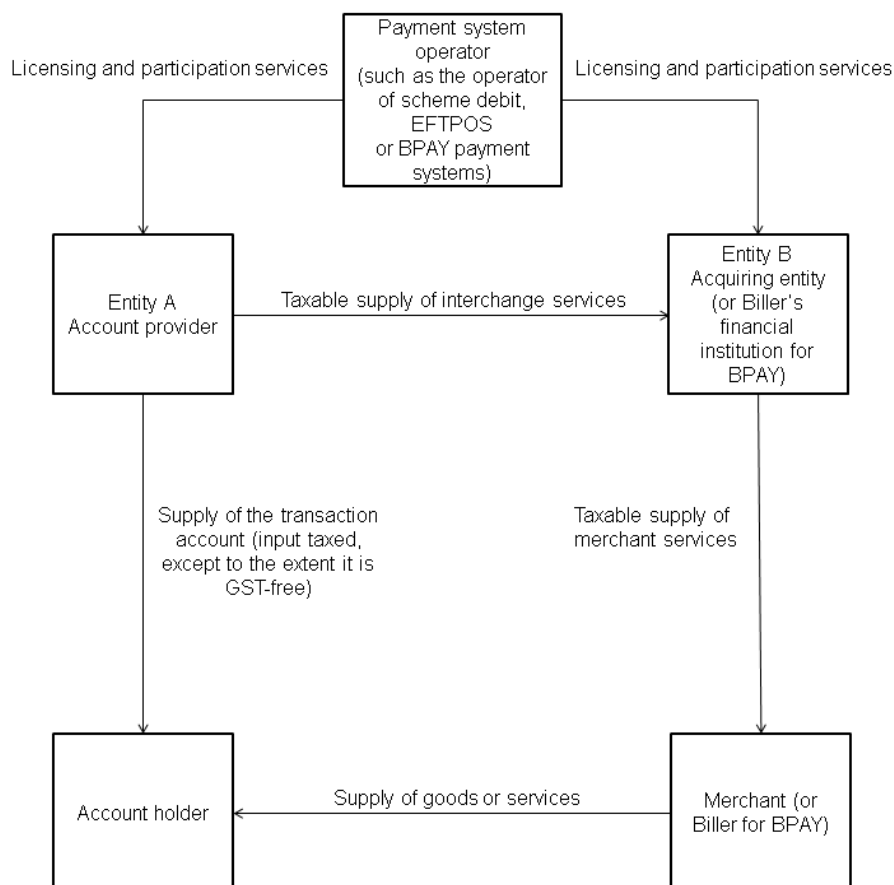 Payment system
operator
(such as the operator
of scheme debit,
EFTPOS
or BPAY payment
systems)
Licensing and participation services
Licensing and participation services
Entity A
Account provider
Taxable supply of interchange services
Entity B
Acquiring entity
(or Biller's
financial
institution for
BPAY)
Supply of the transaction
account (input taxed,
except to the extent it is
GST-free)
Taxable supply of
merchant services
Account holder
Supply of goods or services
Merchant (or
Biller for BPAY)